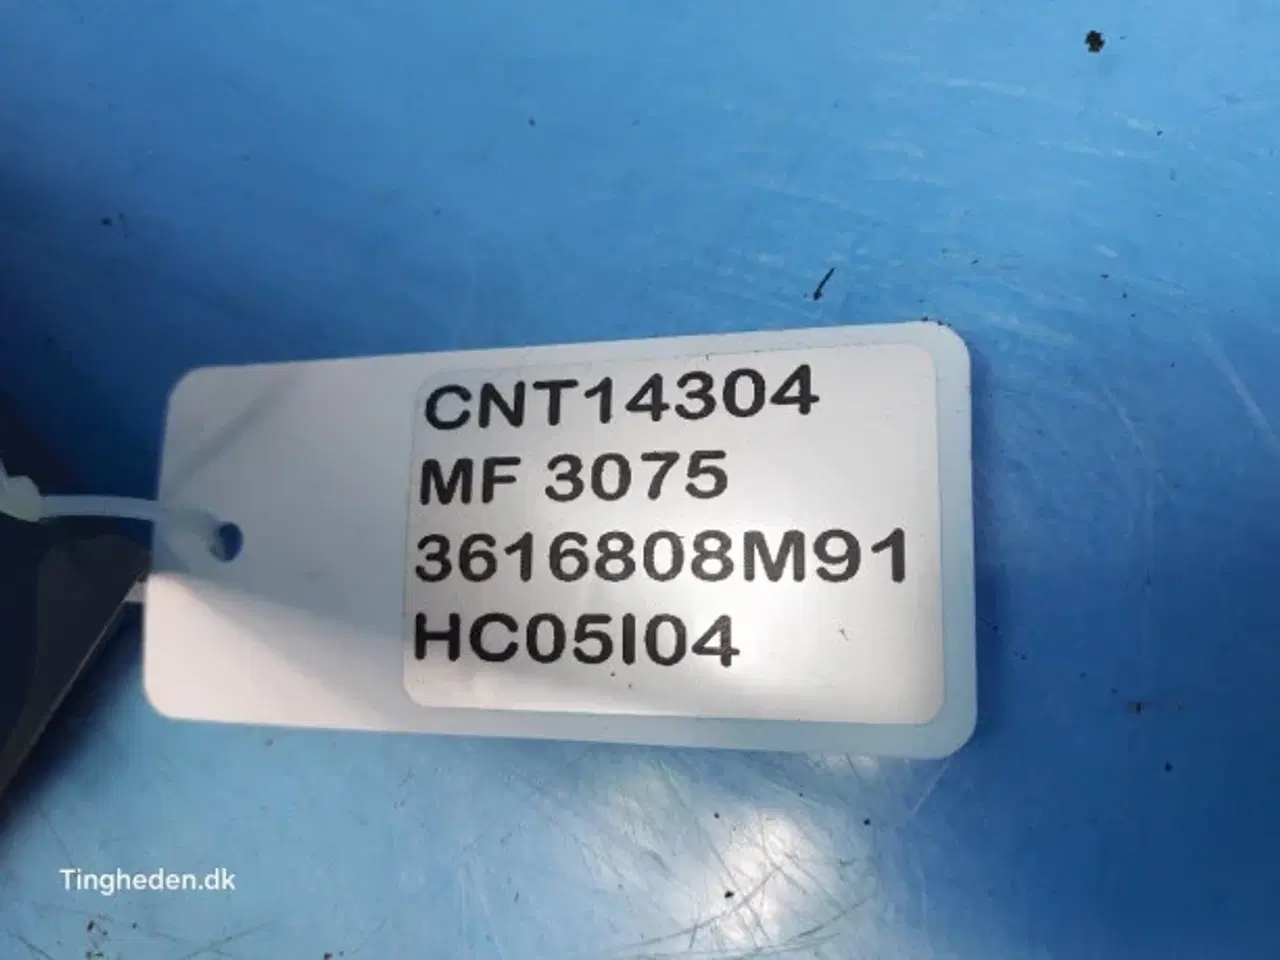 CNT14304
MF 3075
3616808M91
HC05I04
Tingheden.dk